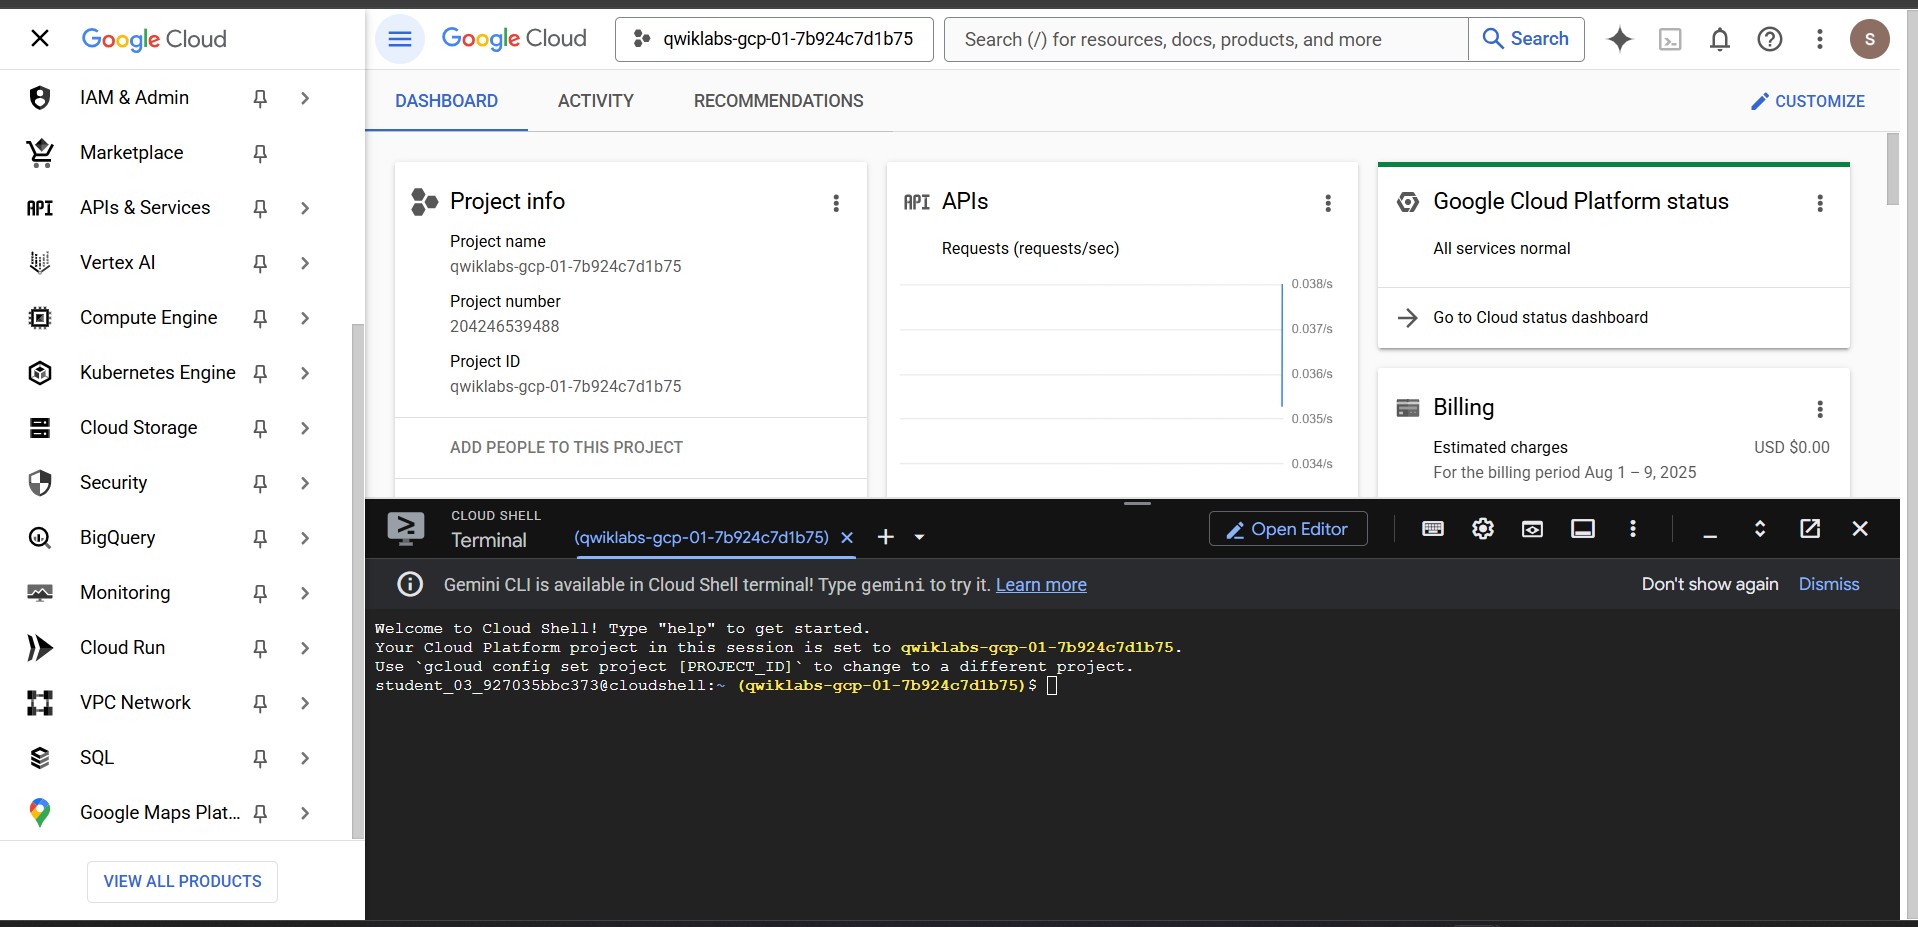 Google Cloud
IAM & Admin
Marketplace
API APIs & Services
Vertex AI
Compute Engine
Kubernetes Engine
Cloud Storage
Security
BigQuery
Monitoring
Cloud Run
VPC Network
SQL
Google Maps Plat...
VIEW ALL PRODUCTS
Google Cloud
qwiklabs-gcp-01-7b924c7d1b75
Search (/) for resources, docs, products, and more
Search
S
DASHBOARD
ACTIVITY
RECOMMENDATIONS
CUSTOMIZE
Project info
Project name
qwiklabs-gcp-01-7b924c7d1b75
Project number
204246539488
Project ID
qwiklabs-gcp-01-7b924c7d1b75
ADD PEOPLE TO THIS PROJECT
API APIs
Requests (requests/sec)
0.038/s
0.037/s
0.036/s
0.035/s
0.034/s
Google Cloud Platform status
All services normal
Go to Cloud status dashboard
Billing
Estimated charges USD $0.00
For the billing period Aug 1 – 9, 2025
CLOUD SHELL
Terminal
(qwiklabs-gcp-01-7b924c7d1b75)
Open Editor
Gemini CLI is available in Cloud Shell terminal! Type gemini to try it. Learn more
Don't show again
Dismiss
Welcome to Cloud Shell! Type "help" to get started.
Your Cloud Platform project in this session is set to qwiklabs-gcp-01-7b924c7d1b75.
Use `gcloud config set project [PROJECT_ID]` to change to a different project.
student_03_927035bbc373@cloudshell:~ (qwiklabs-gcp-01-7b924c7d1b75)$